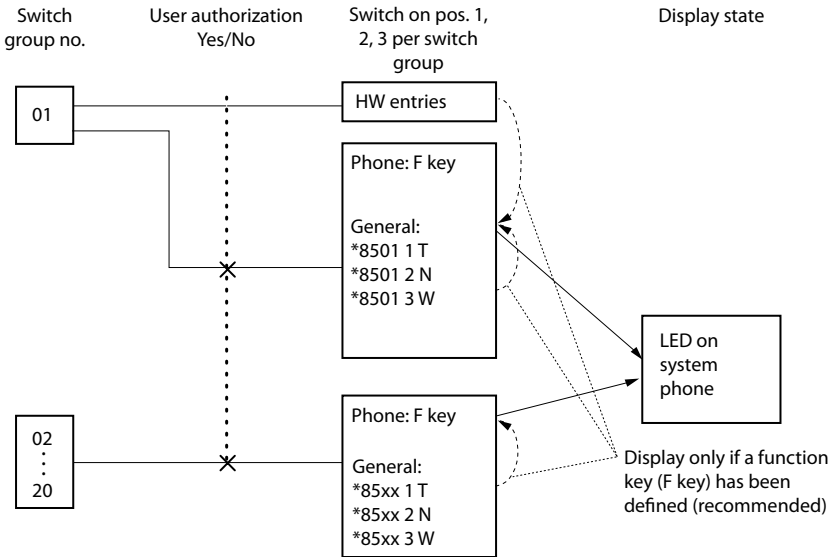 Switch
group no.
User authorization
Yes/No
Switch on pos. 1,
2, 3 per switch
group
Display state
01
HW entries
Phone: F key
General:
*8501 1 T
*8501 2 N
*8501 3 W
LED on
system
phone
02
20
Phone: F key
General:
*85xx 1 T
*85xx 2 N
*85xx 3 W
Display only if a function
key (F key) has been
defined (recommended)